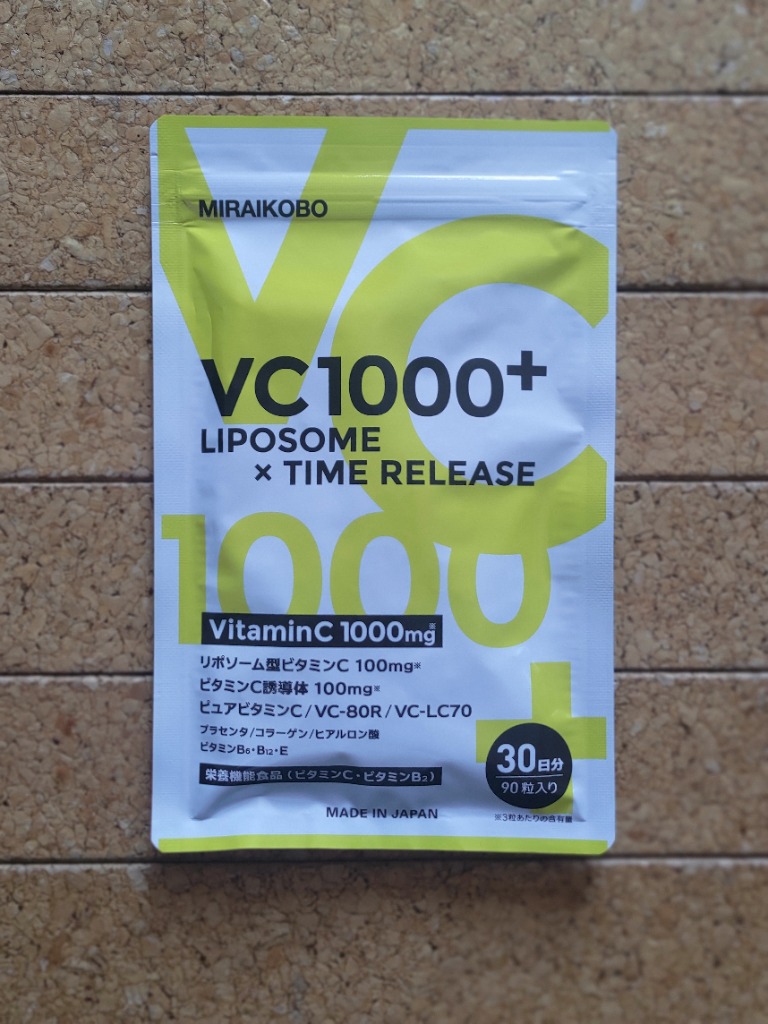 MIRAIKOBO
VC
VC1000+
LIPOSOME
× TIME RELEASE
1000
+
VitaminC 1000mg※
リポソーム型ビタミンC 100mg※
ビタミンC誘導体 100mg※
ピュアビタミンC/VC-80R/VC-LC70
プラセンタ/コラーゲン/ヒアルロン酸
ビタミンB6・B12・E
栄養機能食品(ビタミンC・ビタミンB2)
30日分
90粒入り
MADE IN JAPAN
※3粒あたりの含有量